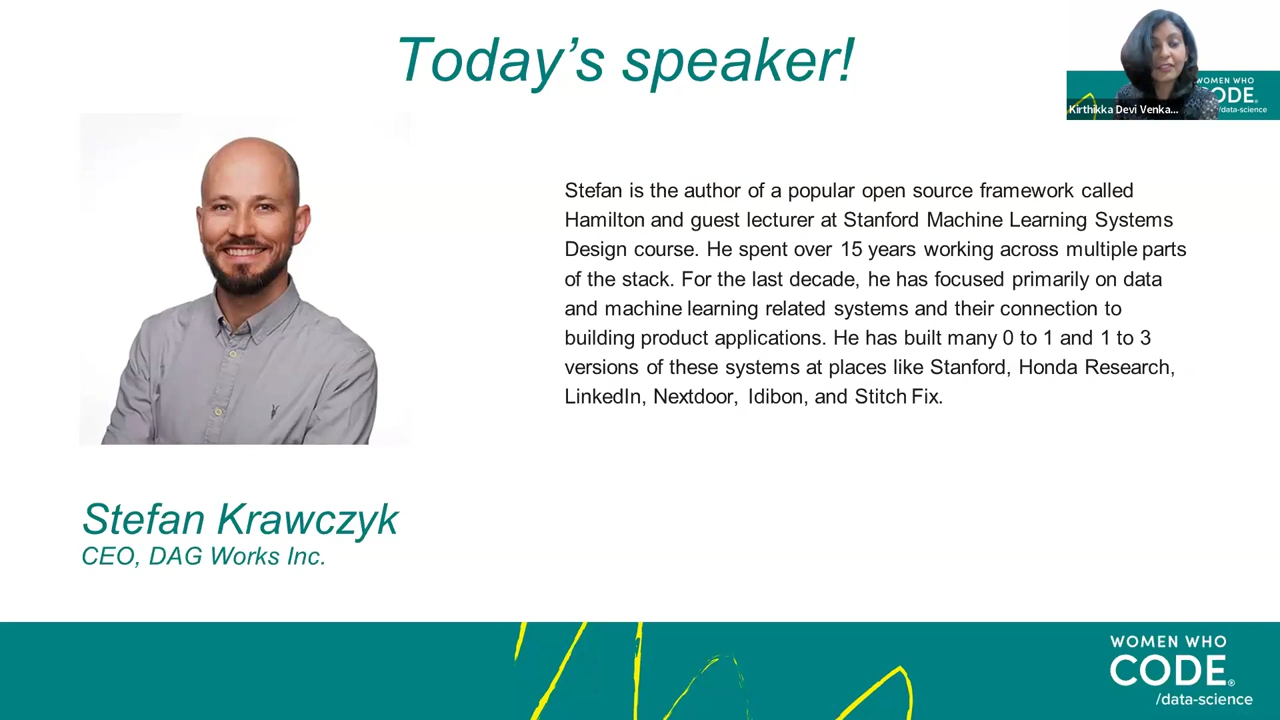 Today's speaker!
WOMEN WHO
CODE
/data-science
Kirthikka Devi Venka...
Stefan is the author of a popular open source framework called
Hamilton and guest lecturer at Stanford Machine Learning Systems
Design course. He spent over 15 years working across multiple parts
of the stack. For the last decade, he has focused primarily on data
and machine learning related systems and their connection to
building product applications. He has built many 0 to 1 and 1 to 3
versions of these systems at places like Stanford, Honda Research,
LinkedIn, Nextdoor, Idibon, and Stitch Fix.
Stefan Krawczyk
CEO, DAG Works Inc.
WOMEN WHO
CODE®
/data-science